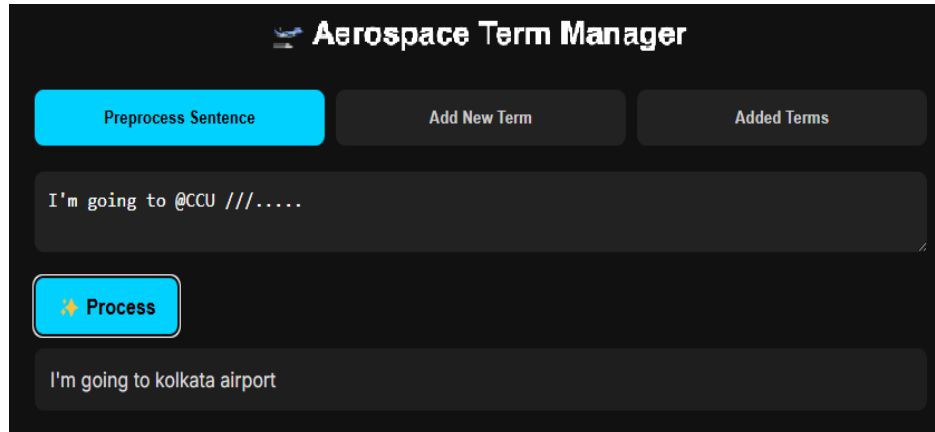 🛫 Aerospace Term Manager
Preprocess Sentence
Add New Term
Added Terms
I'm going to @CCU ///.....
✨ Process
I'm going to kolkata airport